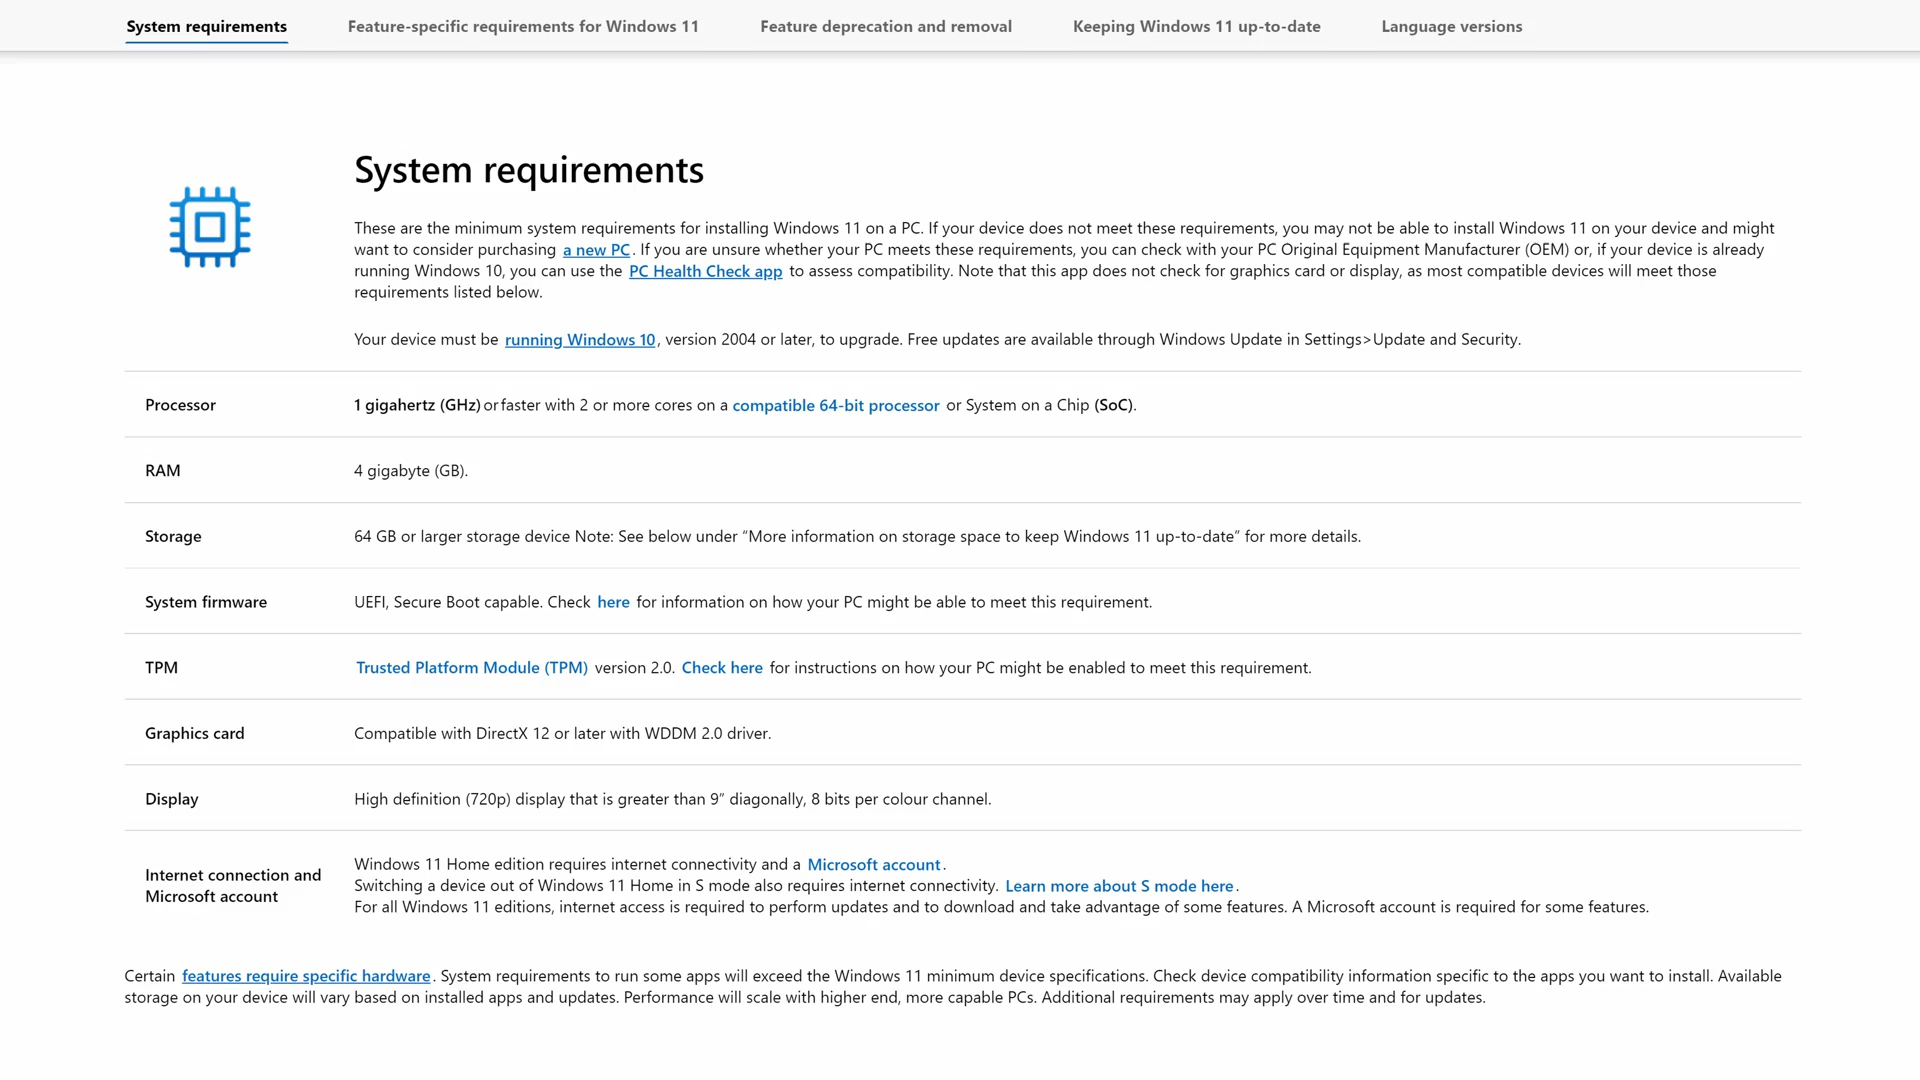 System requirements
Feature-specific requirements for Windows 11
Feature deprecation and removal
Keeping Windows 11 up-to-date
Language versions
System requirements
These are the minimum system requirements for installing Windows 11 on a PC. If your device does not meet these requirements, you may not be able to install Windows 11 on your device and might
want to consider purchasing a new PC. If you are unsure whether your PC meets these requirements, you can check with your PC Original Equipment Manufacturer (OEM) or, if your device is already
running Windows 10, you can use the PC Health Check app to assess compatibility. Note that this app does not check for graphics card or display, as most compatible devices will meet those
requirements listed below.
Your device must be running Windows 10, version 2004 or later, to upgrade. Free updates are available through Windows Update in Settings>Update and Security.
Processor
1 gigahertz (GHz) or faster with 2 or more cores on a compatible 64-bit processor or System on a Chip (SoC).
RAM
4 gigabyte (GB).
Storage
64 GB or larger storage device Note: See below under “More information on storage space to keep Windows 11 up-to-date” for more details.
System firmware
UEFI, Secure Boot capable. Check here for information on how your PC might be able to meet this requirement.
TPM
Trusted Platform Module (TPM) version 2.0. Check here for instructions on how your PC might be enabled to meet this requirement.
Graphics card
Compatible with DirectX 12 or later with WDDM 2.0 driver.
Display
High definition (720p) display that is greater than 9” diagonally, 8 bits per colour channel.
Internet connection and
Microsoft account
Windows 11 Home edition requires internet connectivity and a Microsoft account.
Switching a device out of Windows 11 Home in S mode also requires internet connectivity. Learn more about S mode here.
For all Windows 11 editions, internet access is required to perform updates and to download and take advantage of some features. A Microsoft account is required for some features.
Certain features require specific hardware. System requirements to run some apps will exceed the Windows 11 minimum device specifications. Check device compatibility information specific to the apps you want to install. Available
storage on your device will vary based on installed apps and updates. Performance will scale with higher end, more capable PCs. Additional requirements may apply over time and for updates.